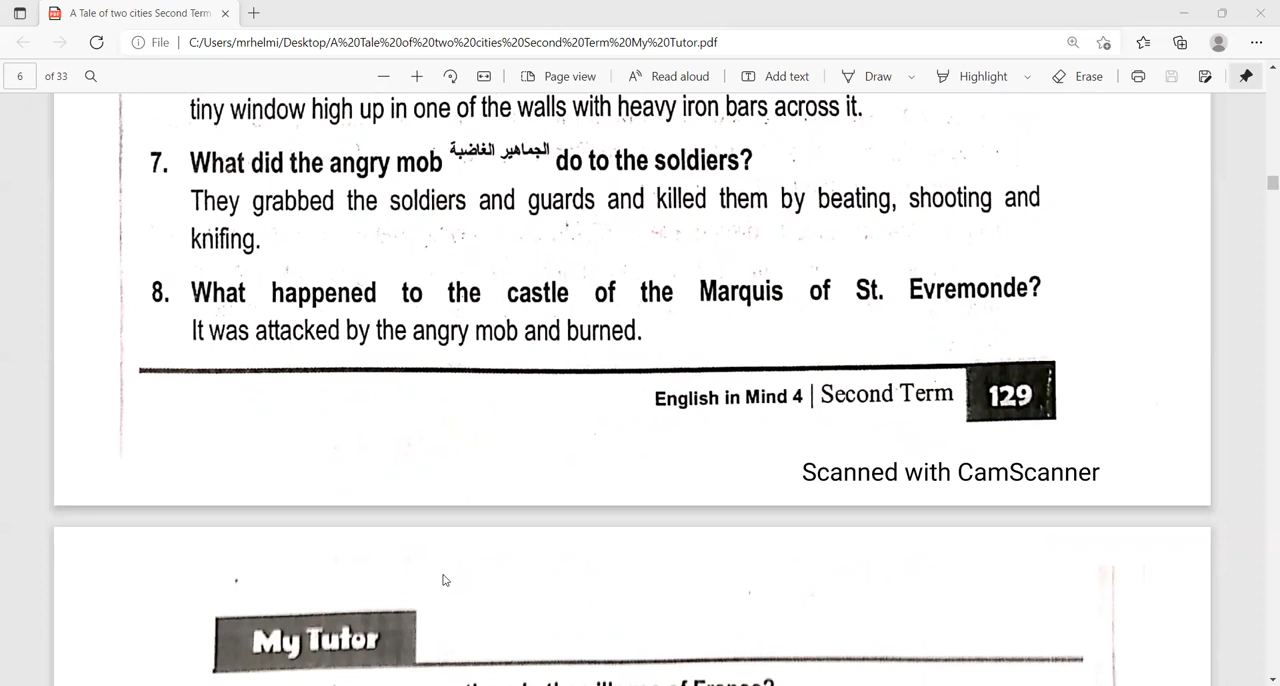 A Tale of two cities Second Term
File
C:/Users/mrhelmi/Desktop/A%20Tale%20of%20two%20cities%20Second%20Term%20My%20Tutor.pdf
6 of 33
Page view
Read aloud
Add text
Draw
Highlight
Erase
tiny window high up in one of the walls with heavy iron bars across it.
7. What did the angry mob الجماهير الغاضبة do to the soldiers?
They grabbed the soldiers and guards and killed them by beating, shooting and
knifing.
8. What happened to the castle of the Marquis of St. Evremonde?
It was attacked by the angry mob and burned.
English in Mind 4 | Second Term 129
Scanned with CamScanner
My Tutor
of France?